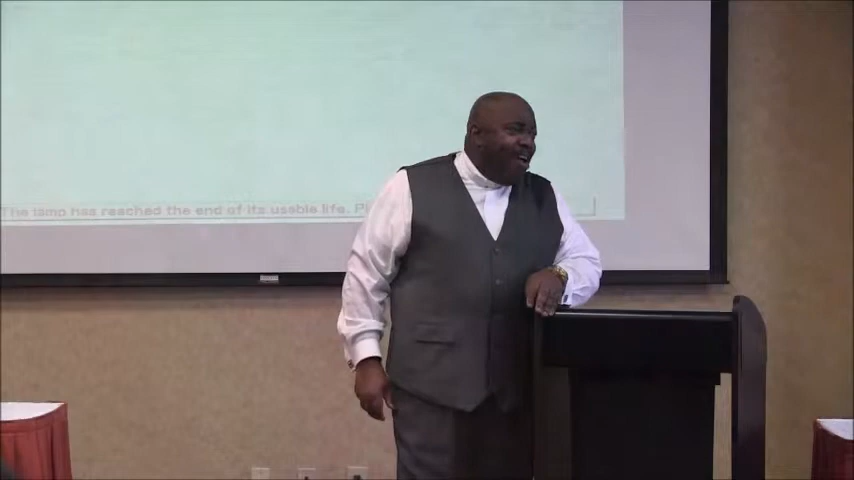 The lamp has reached the end of its usable life.